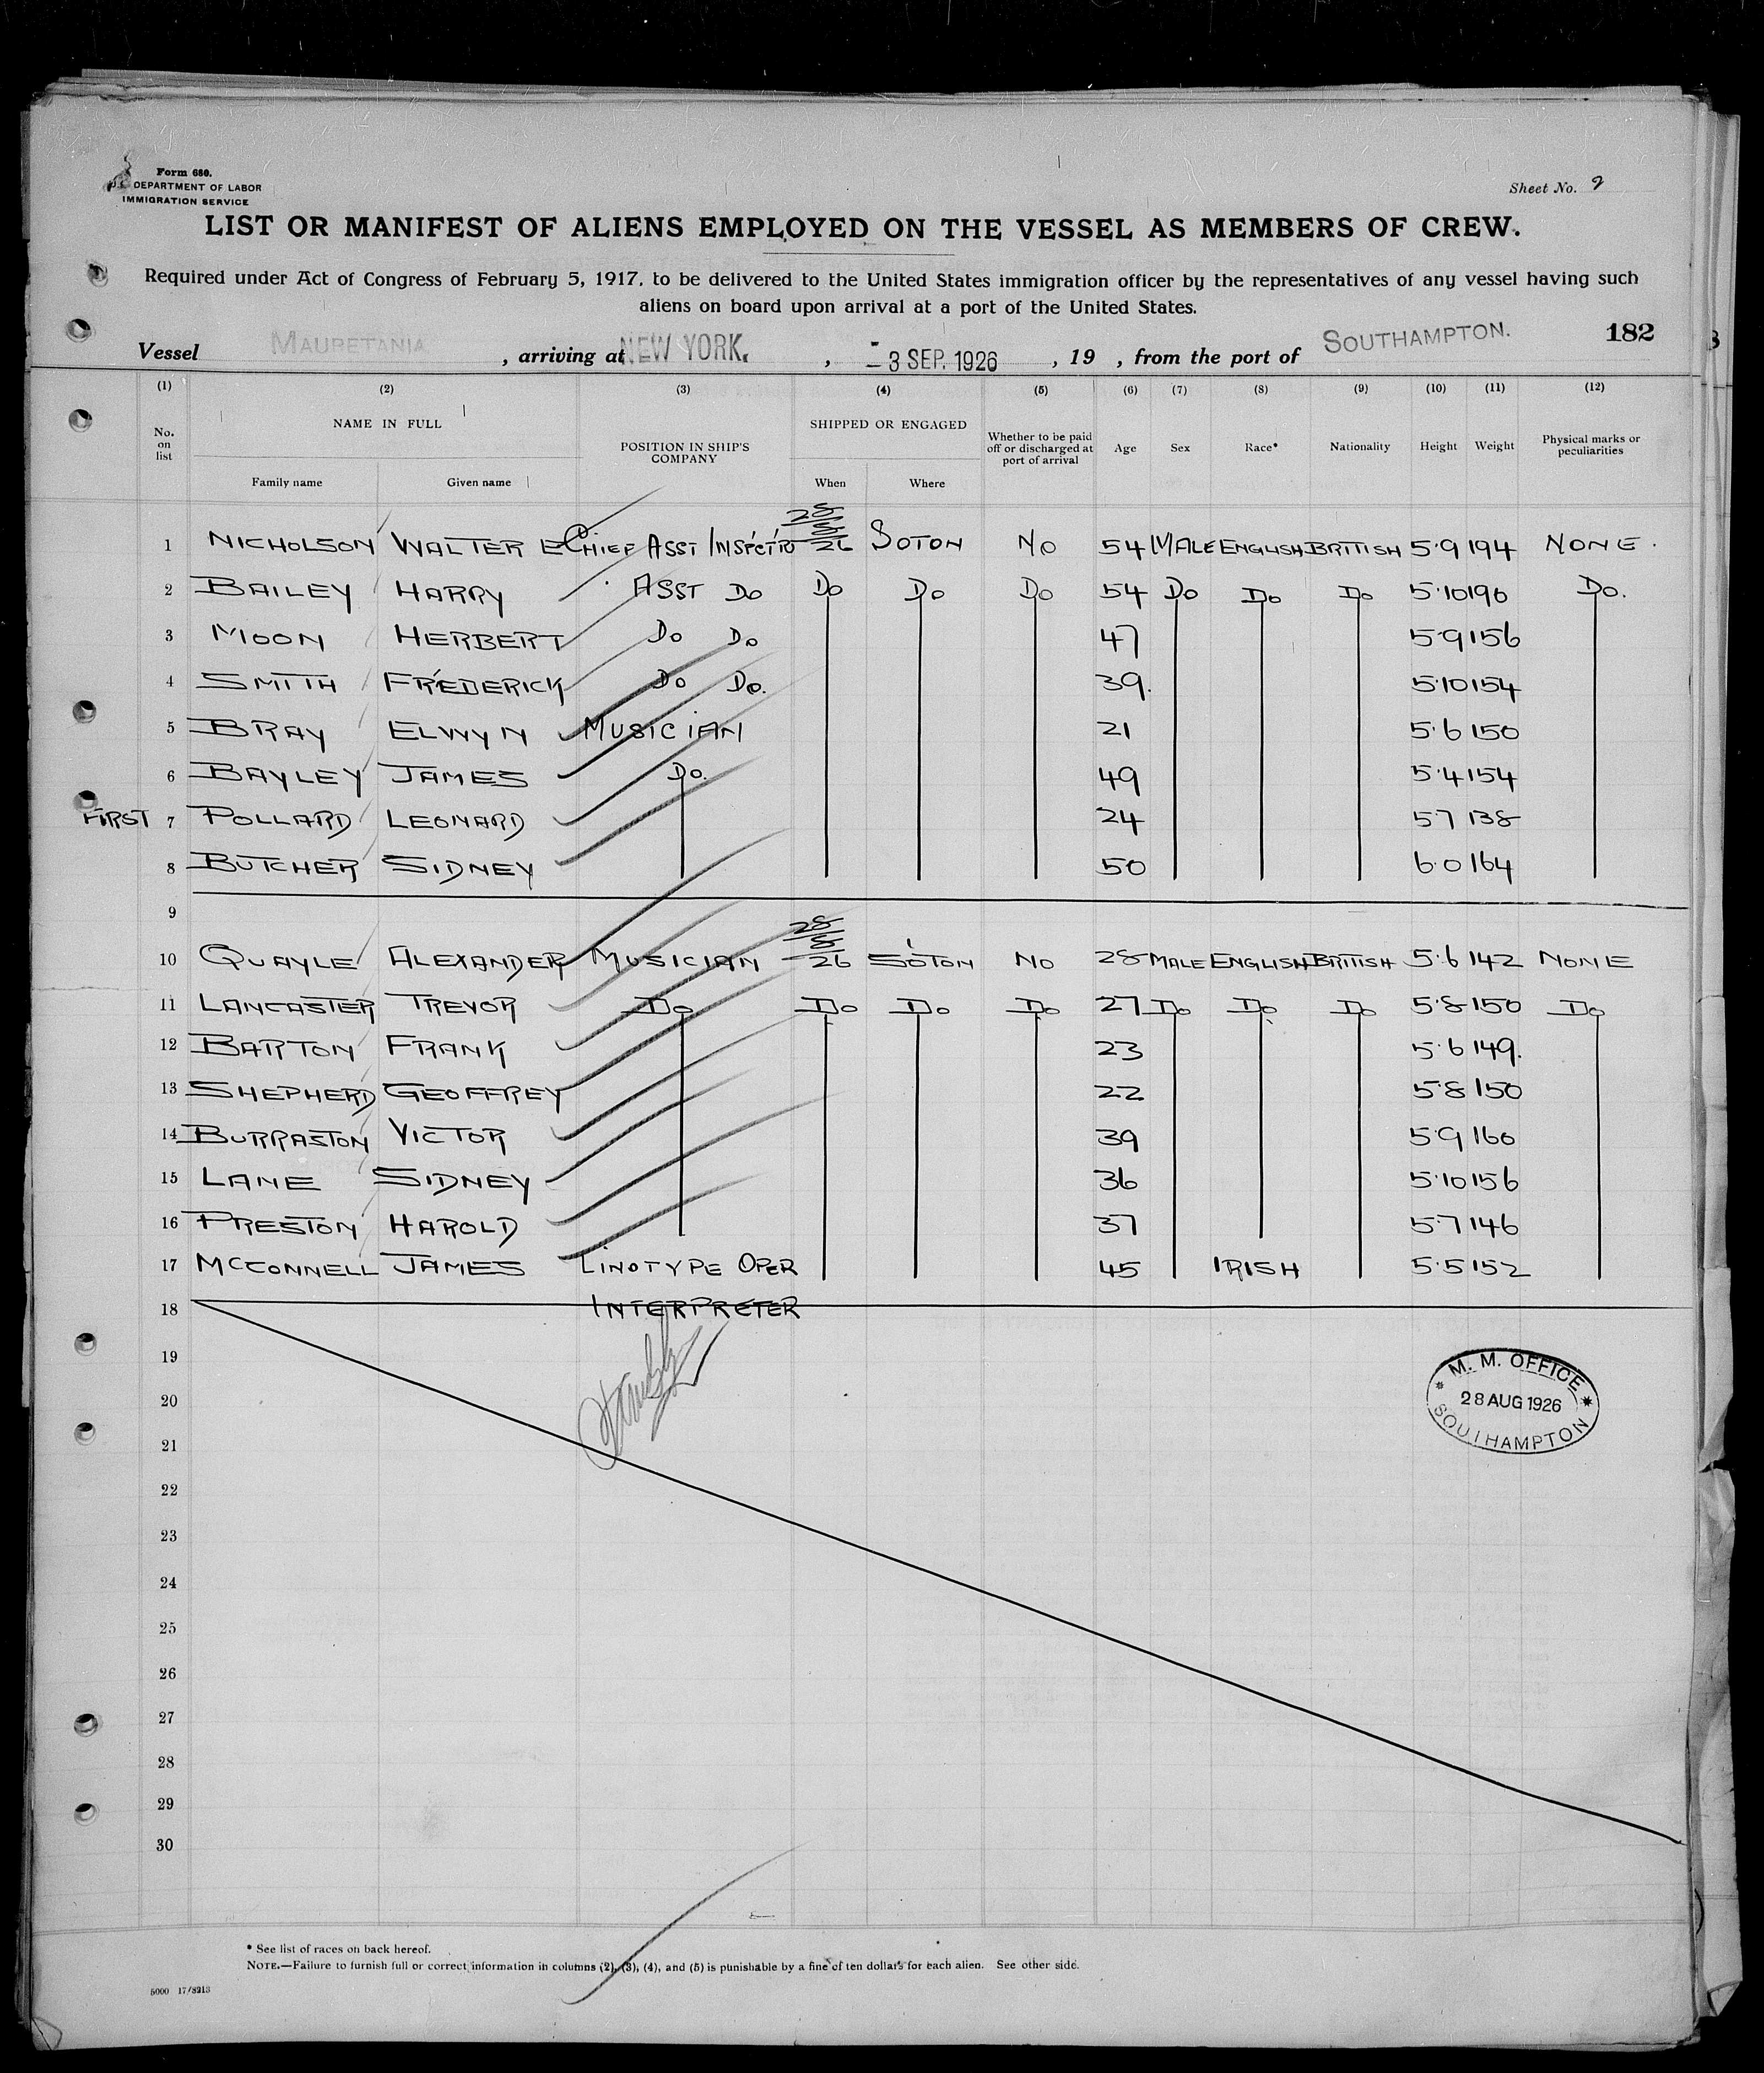 Form 680.
U.S. DEPARTMENT OF LABOR
IMMIGRATION SERVICE
Sheet No. 9
LIST OR MANIFEST OF ALIENS EMPLOYED ON THE VESSEL AS MEMBERS OF CREW.
Required under Act of Congress of February 5, 1917, to be delivered to the United States immigration officer by the representatives of any vessel having such
aliens on board upon arrival at a port of the United States.
182
Vessel MAURETANIA , arriving at NEW YORK. , - 3 SEP. 1926 , 19 , from the port of SOUTHAMPTON.
(1) (2) (3) (4) (5) (6) (7) (8) (9) (10) (11) (12)
No. on list NAME IN FULL Family name Given name POSITION IN SHIP'S COMPANY SHIPPED OR ENGAGED When Where Whether to be paid off or discharged at port of arrival Age Sex Race* Nationality Height Weight Physical marks or peculiarities
1 NICHOLSON WALTER E CHIEF ASST INSPECT'R 28/8/26 SOTON NO 54 MALE ENGLISH BRITISH 5.9 194 NONE.
2 BAILEY HARRY ASST DO DO DO DO 54 DO DO DO 5.10 190 DO.
3 MOON HERBERT DO DO 47 5.9 156
4 SMITH FREDERICK DO DO. 39. 5.10 154
5 BRAY ELWYN MUSICIAN 21 5.6 150
6 BAYLEY JAMES DO. 49 5.4 154
FIRST 7 POLLARD LEONARD 24 5.7 138
8 BUTCHER SIDNEY 50 6.0 164
9
10 QUAYLE ALEXANDER MUSICIAN 28/8/26 SOTON NO 28 MALE ENGLISH BRITISH 5.6 142 NONE
11 LANCASTER TREVOR DO DO DO DO 27 DO DO DO 5.8 150 DO
12 BARTON FRANK 23 5.6 149.
13 SHEPHERD GEOFFREY 22 5.8 150
14 BURRASTON VICTOR 39 5.9 160
15 LANE SIDNEY 36 5.10 156
16 PRESTON HAROLD 37 5.7 146
17 MCCONNELL JAMES LINOTYPE OPER 45 IRISH 5.5 152
18 INTERPRETER
19
20
21
22
23
24
25
26
27
28
29
30
M. M. OFFICE
28 AUG 1926
SOUTHAMPTON
* See list of races on back hereof.
NOTE.—Failure to furnish full or correct information in columns (2), (3), (4), and (5) is punishable by a fine of ten dollars for each alien. See other side.
5000 17/8213